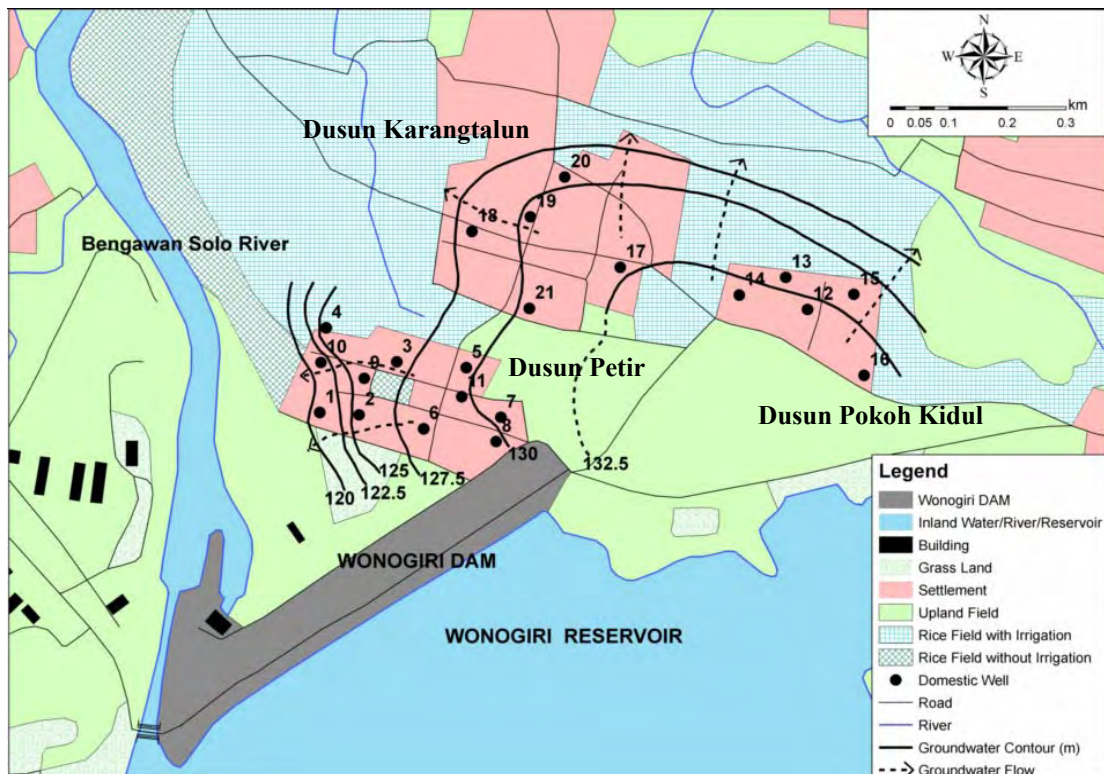 N
W E
S
km
0 0.05 0.1 0.2 0.3
Dusun Karangtalun
20
19
18
Bengawan Solo River
17
13
14
15
12
21
4
10
3
9
5
Dusun Petir
11
16
1
2
7
6
Dusun Pokoh Kidul
8
130
125
132.5
127.5
120
122.5
WONOGIRI DAM
WONOGIRI RESERVOIR
Legend
Wonogiri DAM
Inland Water/River/Reservoir
Building
Grass Land
Settlement
Upland Field
Rice Field with Irrigation
Rice Field without Irrigation
Domestic Well
Road
River
Groundwater Contour (m)
Groundwater Flow